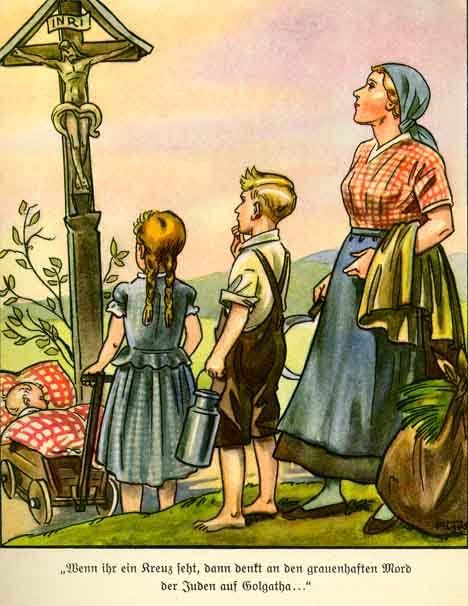 INRI
„Wenn ihr ein Kreuz seht, dann denkt an den grauenhaften Mord
der Juden auf Golgatha...“